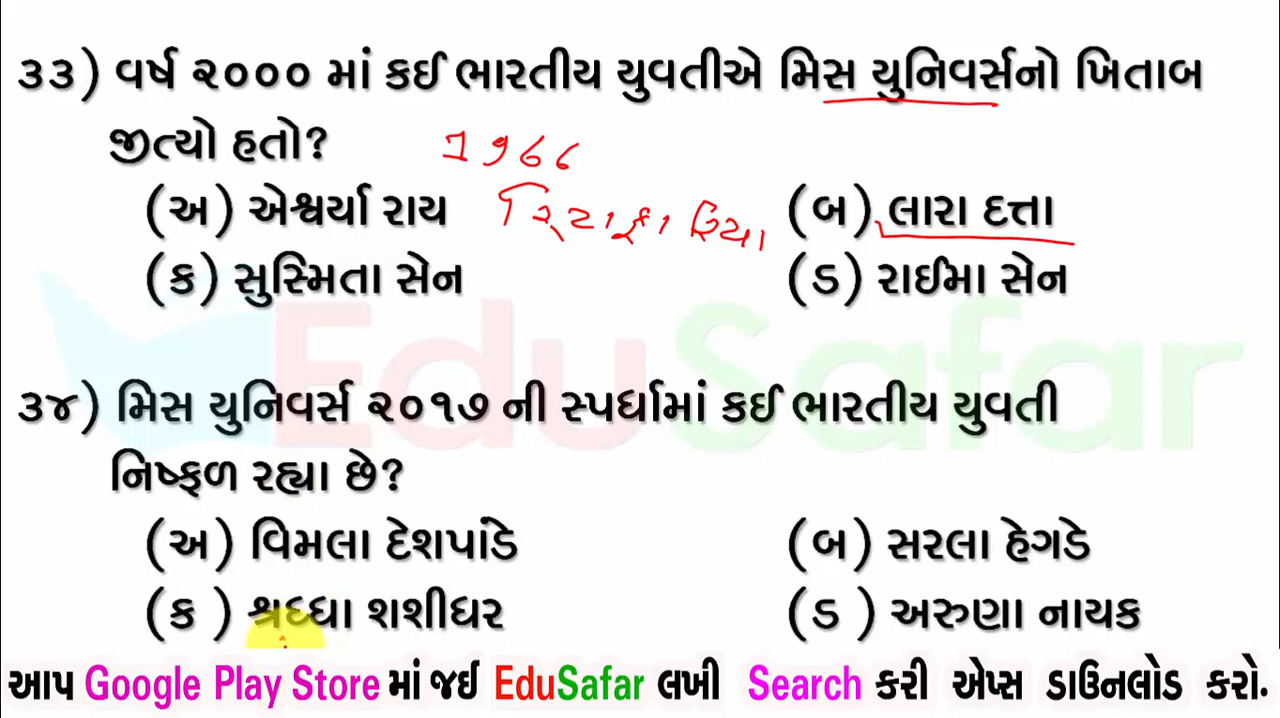 ૩૩) વર્ષ ૨૦૦૦ માં કઈ ભારતીય યુવતીએ મિસ યુનિવર્સનો ખિતાબ
જીત્યો હતો?
1966
(અ) એશ્વર્યા રાય
(બ) લારા દત્તા
(ક) સુસ્મિતા સેન
(ડ) રાઈમા સેન
EduSafar
૩૪) મિસ યુનિવર્સ ૨૦૧૭ ની સ્પર્ધામાં કઈ ભારતીય યુવતી
નિષ્ફળ રહ્યા છે?
(અ) વિમલા દેશપાંડે
(બ) સરલા હેગડે
(ક ) શ્રધ્ધા શશીધર
(ડ ) અરુણા નાયક
આપ Google Play Store માં જઈ EduSafar લખી Search કરી એપ્સ ડાઉનલોડ કરો.